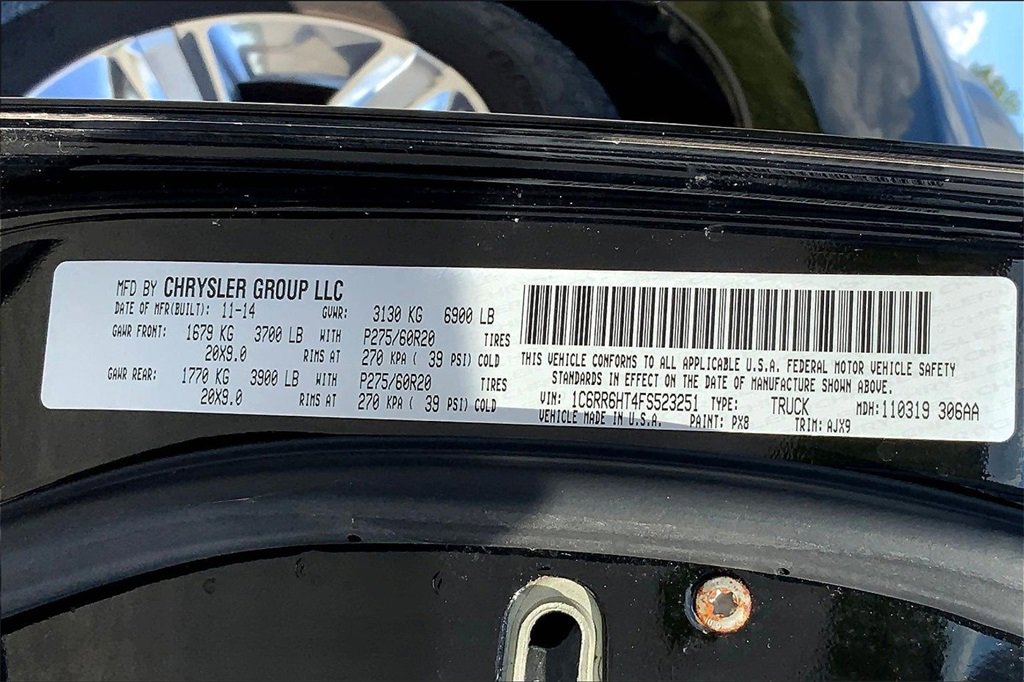 MFD BY CHRYSLER GROUP LLC
DATE OF MFR(BUILT): 11-14 GVWR: 3130 KG 6900 LB
GAWR FRONT: 1679 KG 3700 LB WITH P275/60R20 TIRES
20X9.0 RIMS AT 270 KPA ( 39 PSI) COLD
GAWR REAR: 1770 KG 3900 LB WITH P275/60R20 TIRES
20X9.0 RIMS AT 270 KPA ( 39 PSI) COLD
THIS VEHICLE CONFORMS TO ALL APPLICABLE U.S.A. FEDERAL MOTOR VEHICLE SAFETY
STANDARDS IN EFFECT ON THE DATE OF MANUFACTURE SHOWN ABOVE.
VIN: 1C6RR6HT4FS523251 TYPE: TRUCK MDH:110319 306AA
VEHICLE MADE IN U.S.A. PAINT: PX8 TRIM: AJX9